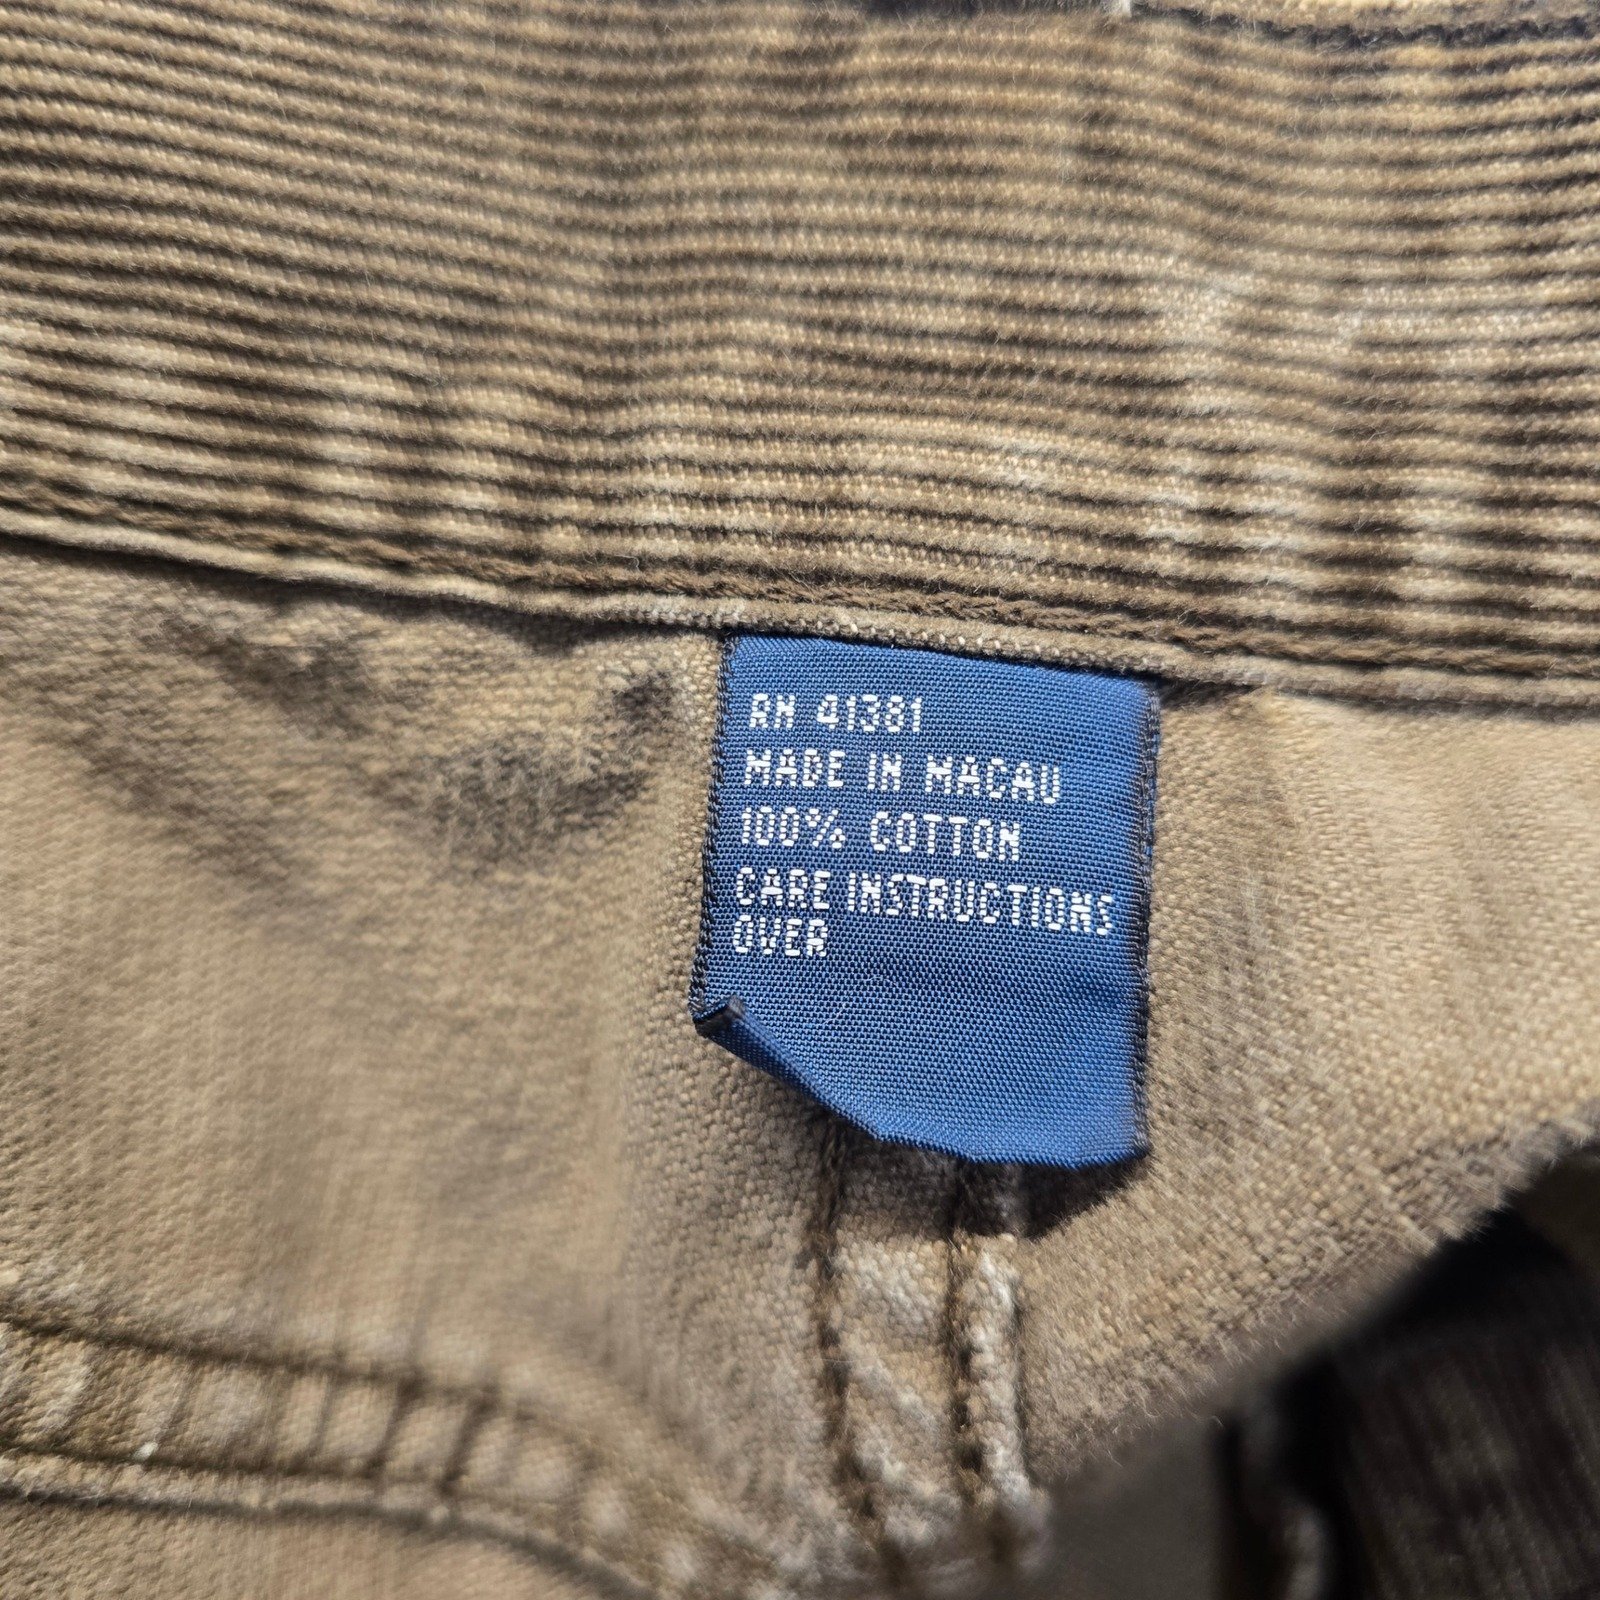 RN 41381
MADE IN MACAU
100% COTTON
CARE INSTRUCTIONS
OVER